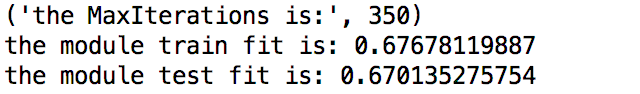 ('the MaxIterations is:', 350)
the module train fit is: 0.67678119887
the module test fit is: 0.670135275754